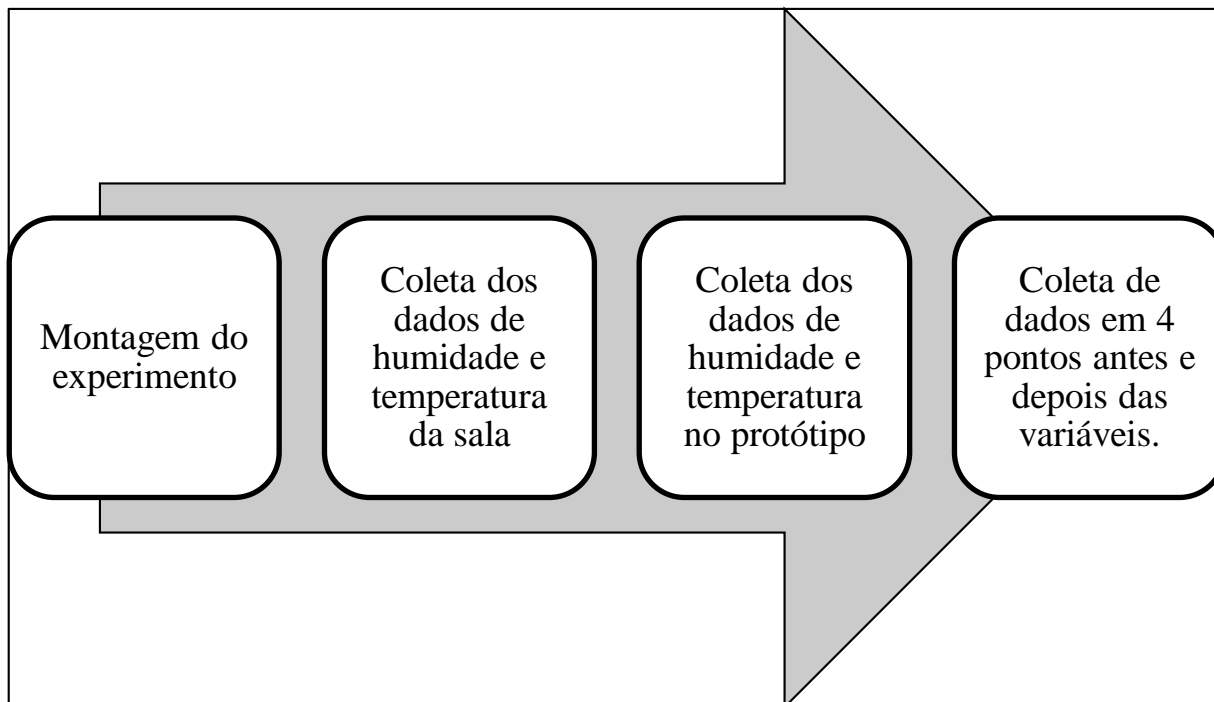 Montagem do
experimento
Coleta dos
dados de
humidade e
temperatura
da sala
Coleta dos
dados de
humidade e
temperatura
no protótipo
Coleta de
dados em 4
pontos antes e
depois das
variáveis.